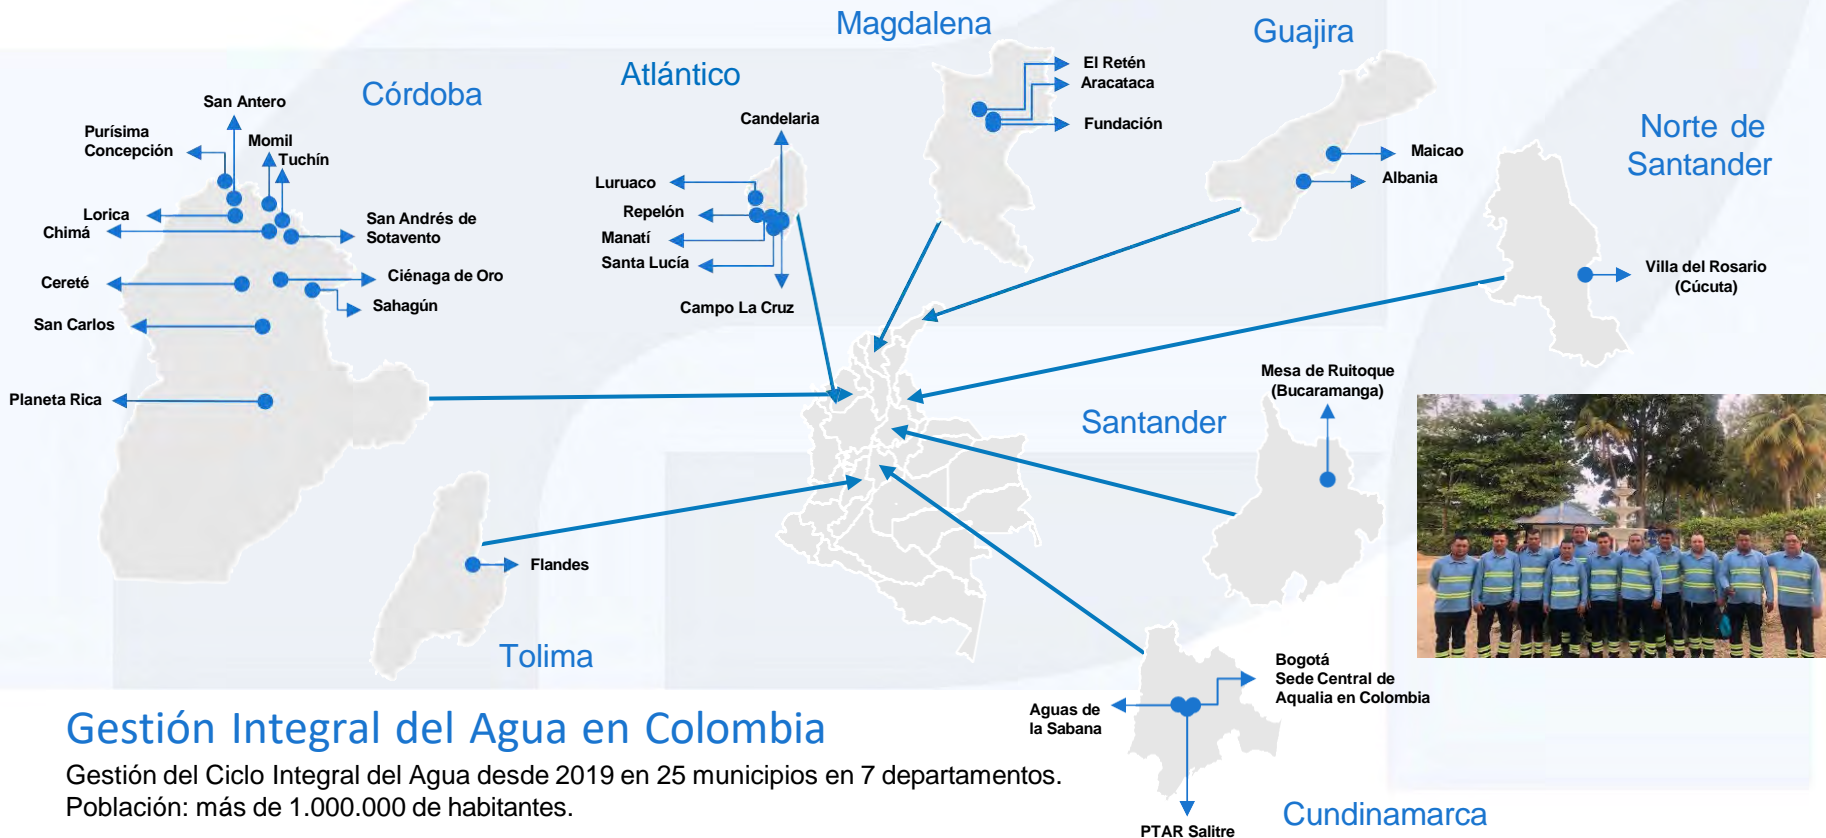 Magdalena
Guajira
Atlántico
Córdoba
Norte de
Santander
San Antero
Purísima
Concepción
Momil
Tuchín
Lorica
Chimá
San Andrés de
Sotavento
Cereté
Ciénaga de Oro
Sahagún
San Carlos
Planeta Rica
Candelaria
Luruaco
Repelón
Manatí
Santa Lucía
Campo La Cruz
El Retén
Aracataca
Fundación
Maicao
Albania
Villa del Rosario
(Cúcuta)
Mesa de Ruitoque
(Bucaramanga)
Santander
Flandes
Tolima
Bogotá
Sede Central de
Aqualia en Colombia
Aguas de
la Sabana
PTAR Salitre
Cundinamarca
Gestión Integral del Agua en Colombia
Gestión del Ciclo Integral del Agua desde 2019 en 25 municipios en 7 departamentos.
Población: más de 1.000.000 de habitantes.